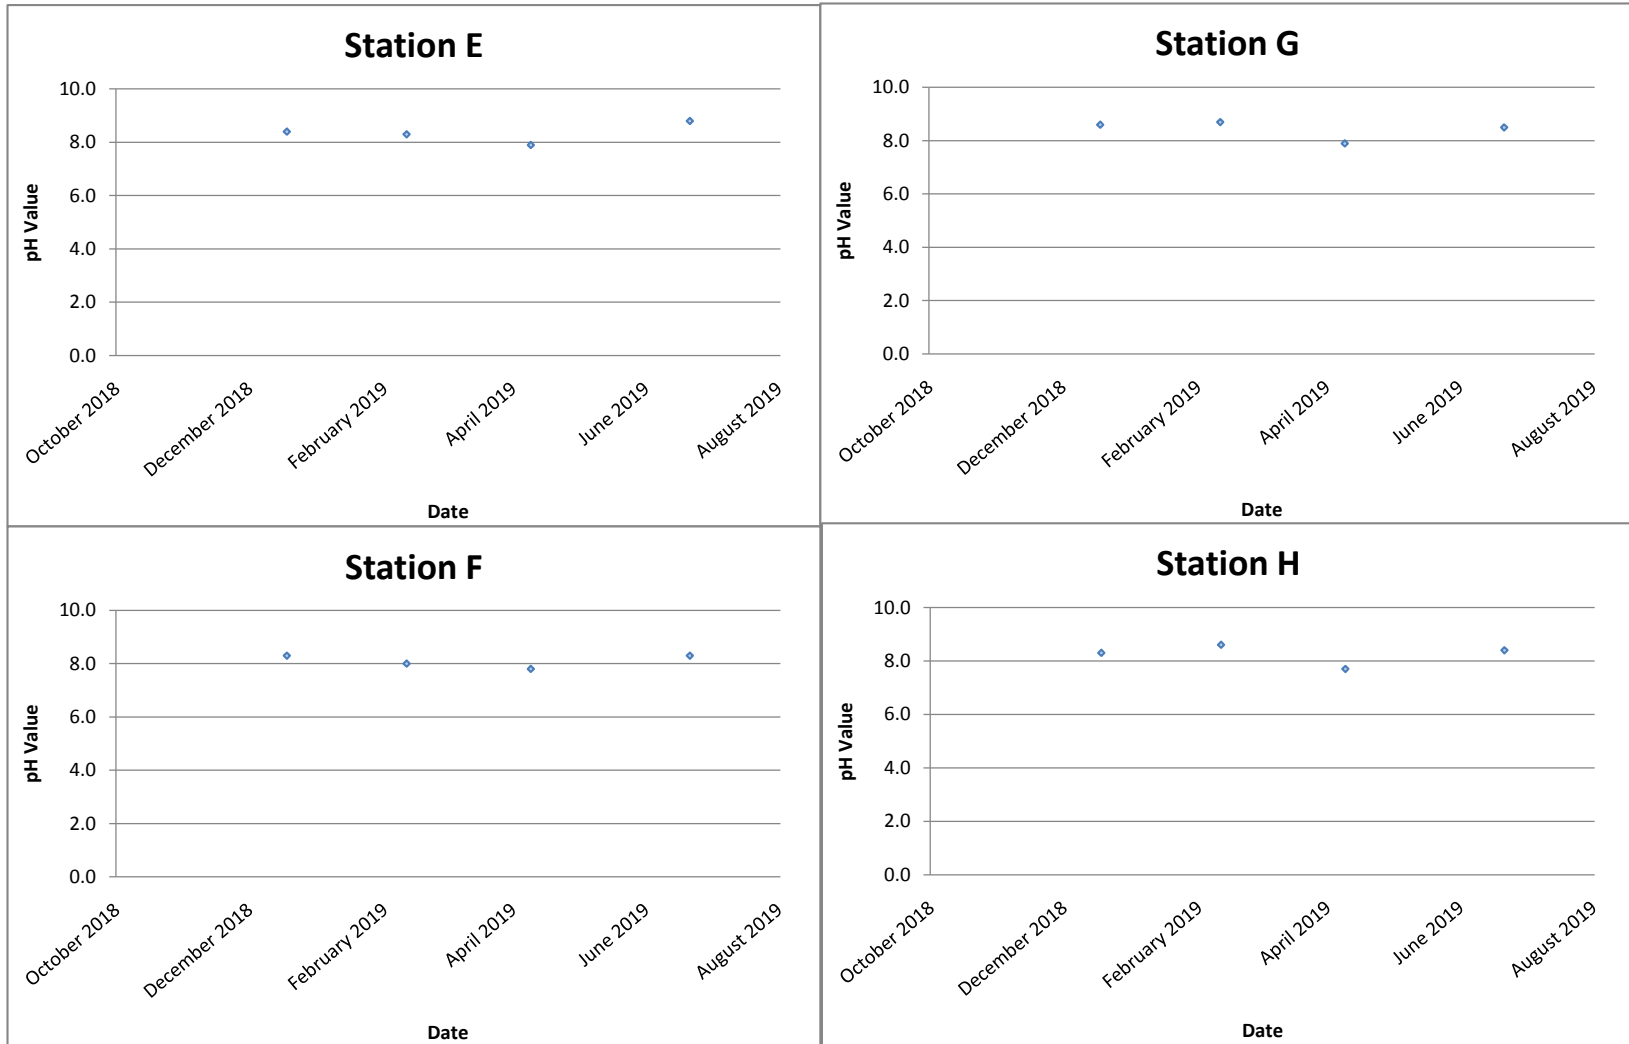 Station E
10.0
8.0
6.0
4.0
2.0
0.0
pH Value
October 2018
December 2018
February 2019
April 2019
June 2019
August 2019
Date
Station G
10.0
8.0
6.0
4.0
2.0
0.0
pH Value
October 2018
December 2018
February 2019
April 2019
June 2019
August 2019
Date
Station F
10.0
8.0
6.0
4.0
2.0
0.0
pH Value
October 2018
December 2018
February 2019
April 2019
June 2019
August 2019
Date
Station H
10.0
8.0
6.0
4.0
2.0
0.0
pH Value
October 2018
December 2018
February 2019
April 2019
June 2019
August 2019
Date